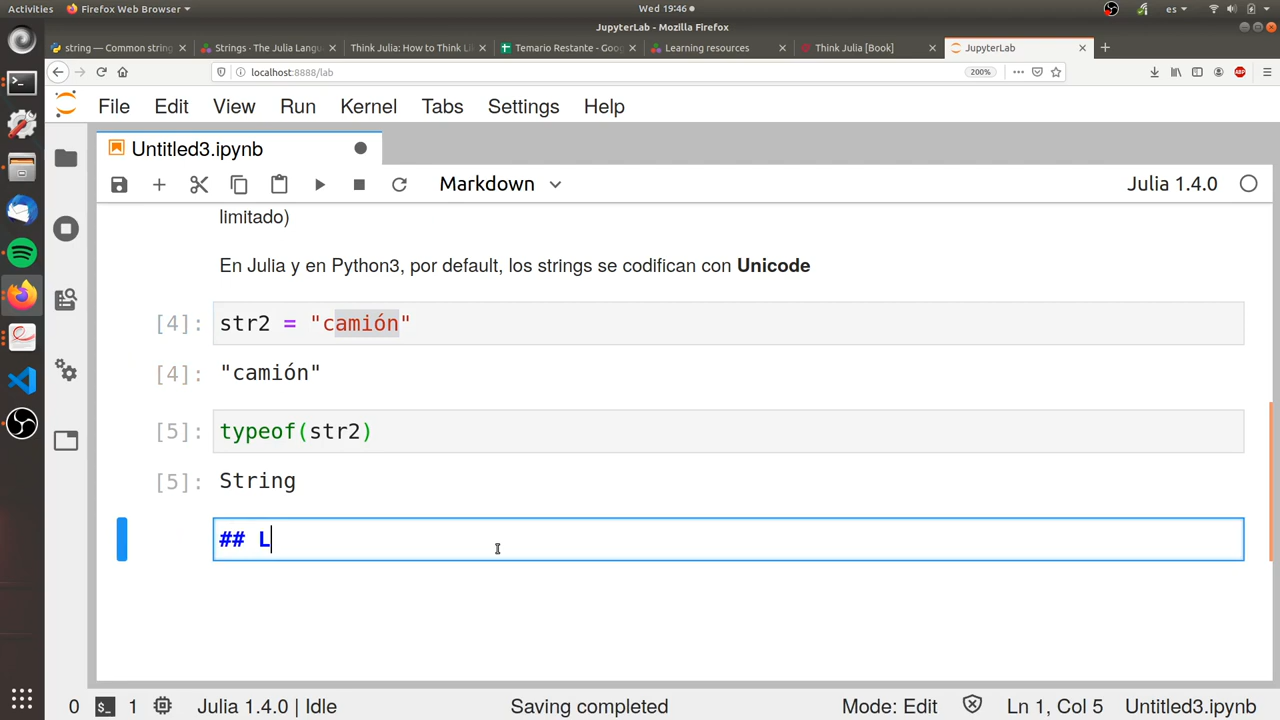 Activities Firefox Web Browser Wed 19:46 es
JupyterLab - Mozilla Firefox
string — Common string Strings · The Julia Langu Think Julia: How to Think Li Temario Restante - Goog Learning resources Think Julia [Book] JupyterLab
localhost:8888/lab 200% ABP
File Edit View Run Kernel Tabs Settings Help
Untitled3.ipynb
Markdown Julia 1.4.0
limitado)
En Julia y en Python3, por default, los strings se codifican con Unicode
[4]: str2 = "camión"
[4]: "camión"
[5]: typeof(str2)
[5]: String
## L
0 $_ 1 Julia 1.4.0 | Idle Saving completed Mode: Edit Ln 1, Col 5 Untitled3.ipynb